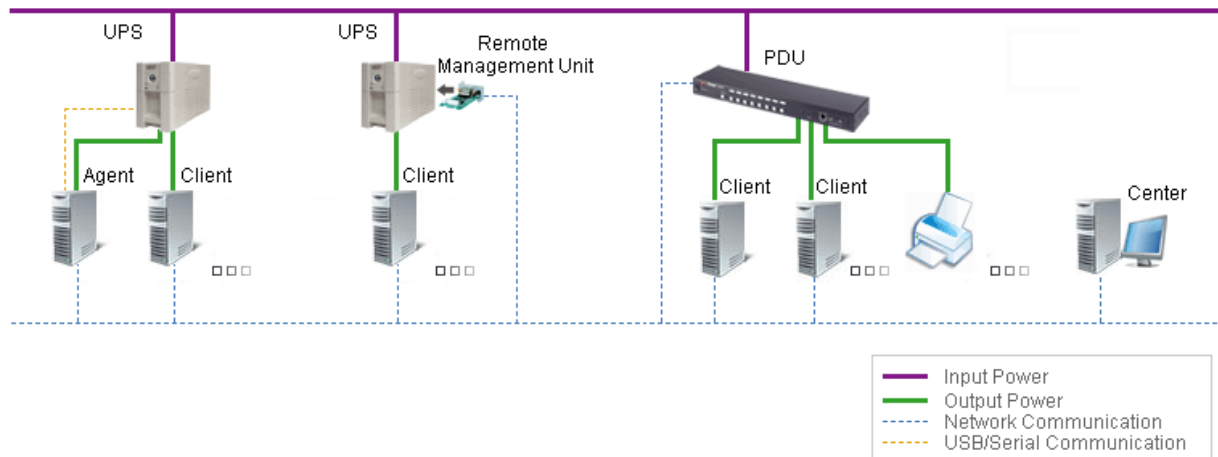 UPS
UPS
Remote
Management Unit
PDU
Agent
Client
Client
Client
Client
Center
Input Power
Output Power
Network Communication
USB/Serial Communication